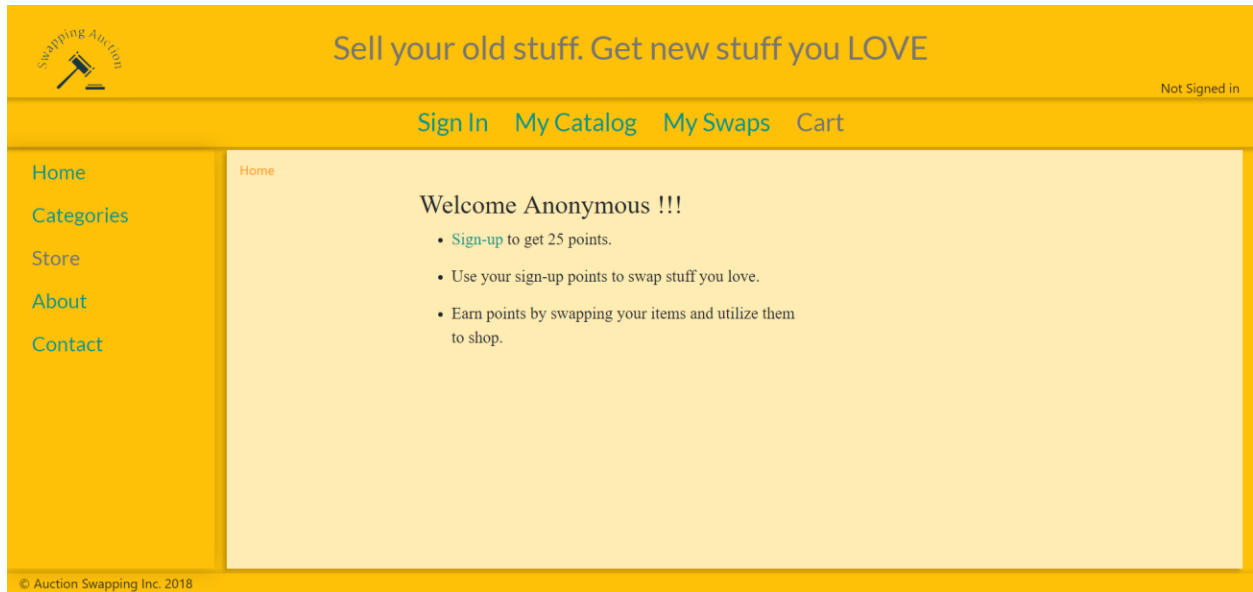 Swapping Auction
Sell your old stuff. Get new stuff you LOVE
Not Signed in
Sign In My Catalog My Swaps Cart
Home
Categories
Store
About
Contact
Home
Welcome Anonymous !!!
• Sign-up to get 25 points.
• Use your sign-up points to swap stuff you love.
• Earn points by swapping your items and utilize them
to shop.
© Auction Swapping Inc. 2018